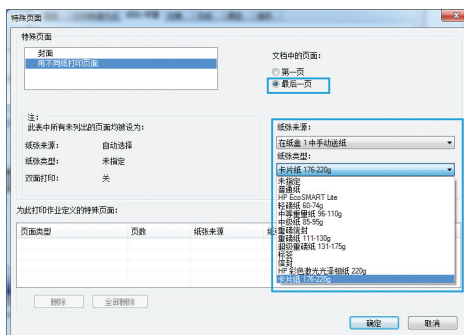 特殊页面
特殊页面
封面
用不同纸打印页面
文档中的页面:
第一页
最后一页
注:
此表中所有未列出的页面均被设为:
纸张来源: 自动选择
纸张类型: 未指定
双面打印: 关
纸张来源:
在纸盒 1 中手动送纸
纸张类型:
卡片纸 176-220g
未指定
普通纸
HP EcoSMART Lite
轻磅纸 60-74g
中等重量纸 96-110g
中级纸 85-95g
重磅信封
重磅纸 111-130g
超级重磅纸 131-175g
标签
信封
HP 彩色激光光泽相纸 220g
卡片纸 176-220g
为此打印作业定义的特殊页面:
页面类型 页数 纸张来源
删除 全部删除
确定 取消